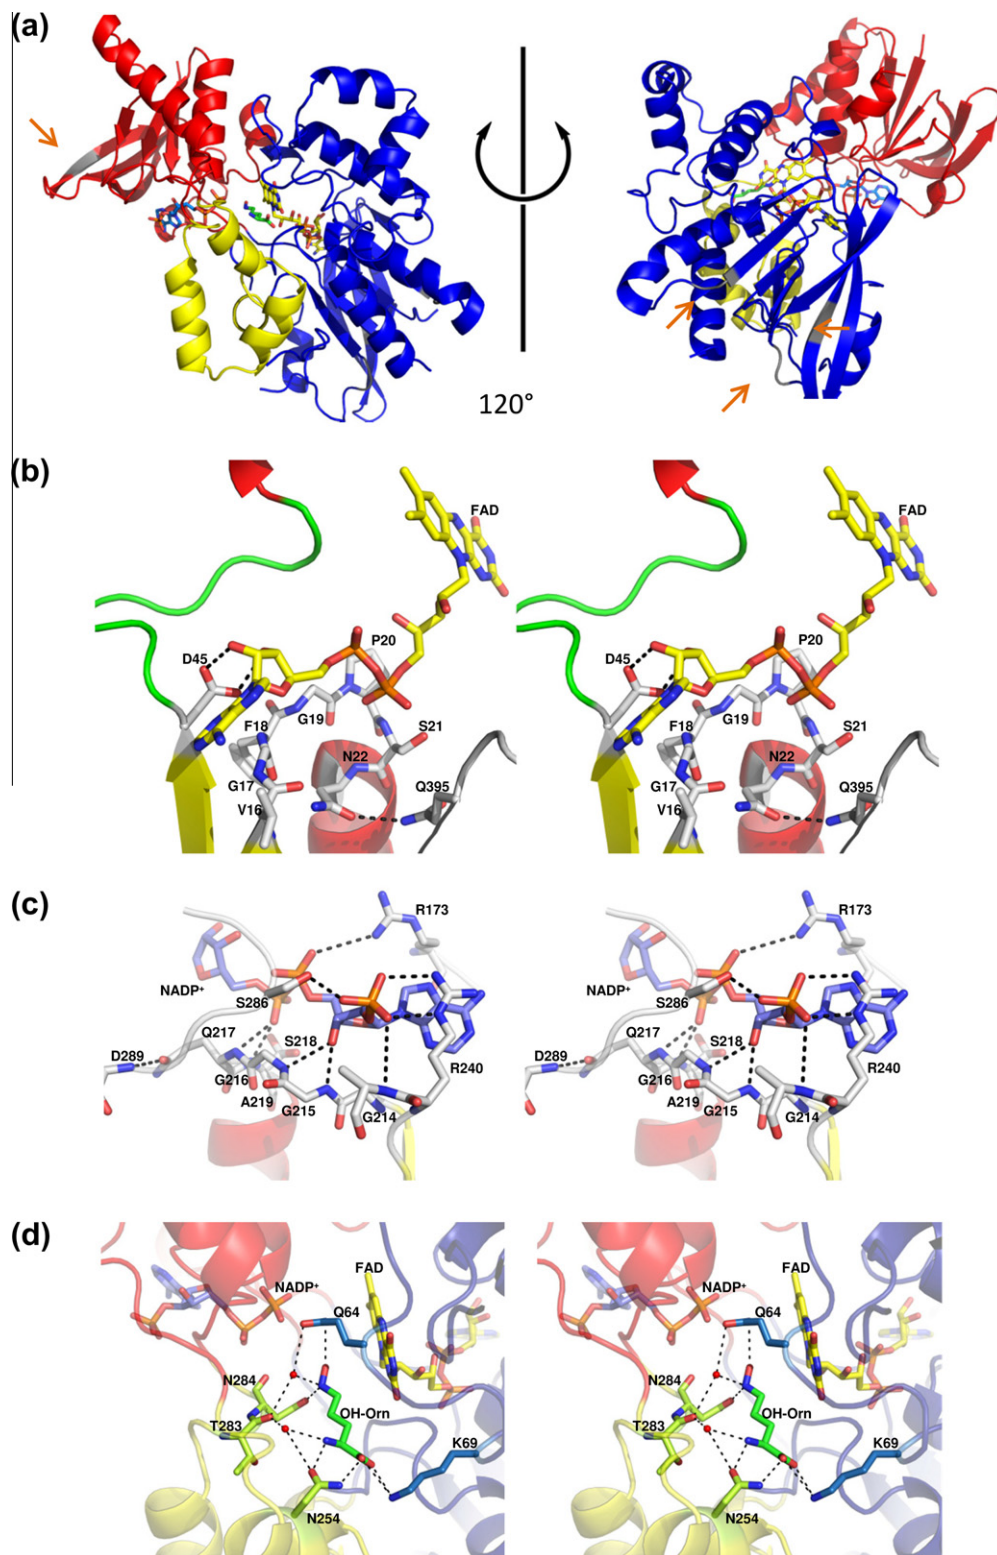 (a)
120°
(b)
FAD
FAD
P20
P20
D45
D45
F18
G19
S21
F18
G19
S21
N22
N22
G17
Q395
G17
Q395
V16
V16
(c)
R173
R173
NADP⁺
S286
NADP⁺
S286
Q217
S218
Q217
S218
D289
D289
G216
R240
G216
R240
A219
G215
G214
A219
G215
G214
(d)
FAD
FAD
NADP⁺
NADP⁺
Q64
Q64
N284
N284
OH-Orn
OH-Orn
T283
T283
K69
K69
N254
N254